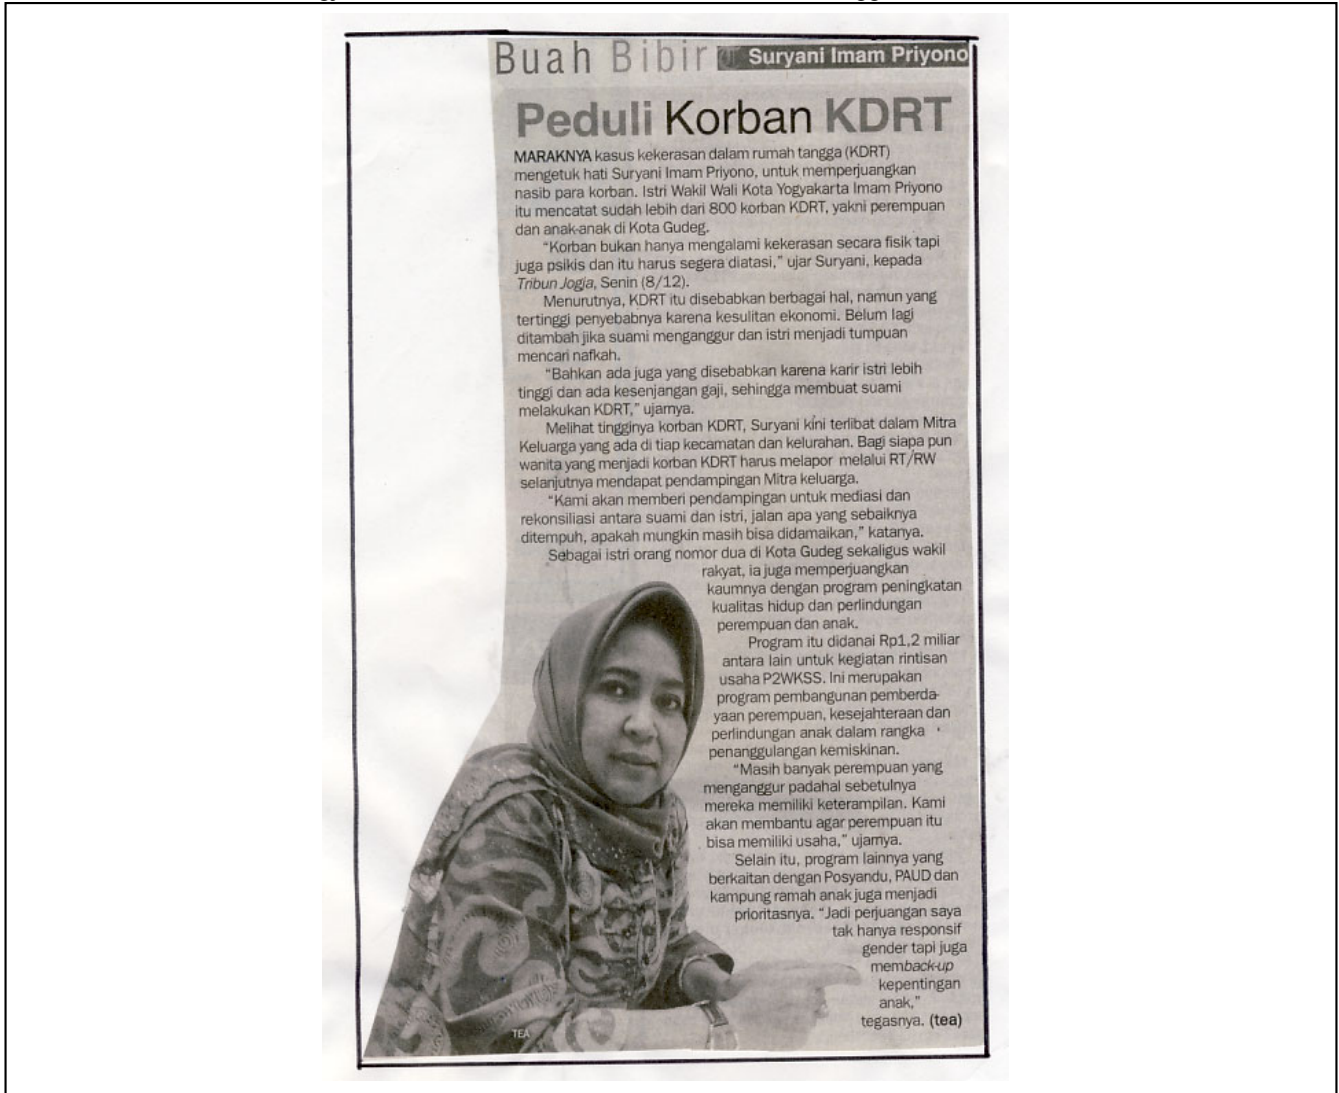 Buah Bibir Suryani Imam Priyono
Peduli Korban KDRT
MARAKNYA kasus kekerasan dalam rumah tangga (KDRT)
mengetuk hati Suryani Imam Priyono, untuk memperjuangkan
nasib para korban. Istri Wakil Wali Kota Yogyakarta Imam Priyono
itu mencatat sudah lebih dari 800 korban KDRT, yakni perempuan
dan anak-anak di Kota Gudeg.
“Korban bukan hanya mengalami kekerasan secara fisik tapi
juga psikis dan itu harus segera diatasi,” ujar Suryani, kepada
Tribun Jogja, Senin (8/12).
Menurutnya, KDRT itu disebabkan berbagai hal, namun yang
tertinggi penyebabnya karena kesulitan ekonomi. Belum lagi
ditambah jika suami menganggur dan istri menjadi tumpuan
mencari nafkah.
“Bahkan ada juga yang disebabkan karena karir istri lebih
tinggi dan ada kesenjangan gaji, sehingga membuat suami
melakukan KDRT,” ujarnya.
Melihat tingginya korban KDRT, Suryani kini terlibat dalam Mitra
Keluarga yang ada di tiap kecamatan dan kelurahan. Bagi siapa pun
wanita yang menjadi korban KDRT harus melapor melalui RT/RW
selanjutnya mendapat pendampingan Mitra keluarga.
“Kami akan memberi pendampingan untuk mediasi dan
rekonsiliasi antara suami dan istri, jalan apa yang sebaiknya
ditempuh, apakah mungkin masih bisa didamaikan,” katanya.
Sebagai istri orang nomor dua di Kota Gudeg sekaligus wakil
rakyat, ia juga memperjuangkan
kaumnya dengan program peningkatan
kualitas hidup dan perlindungan
perempuan dan anak.
Program itu didanai Rp1,2 miliar
antara lain untuk kegiatan rintisan
usaha P2WKSS. Ini merupakan
program pembangunan pemberda-
yaan perempuan, kesejahteraan dan
perlindungan anak dalam rangka
penanggulangan kemiskinan.
“Masih banyak perempuan yang
menganggur padahal sebetulnya
mereka memiliki keterampilan. Kami
akan membantu agar perempuan itu
bisa memiliki usaha,” ujarnya.
Selain itu, program lainnya yang
berkaitan dengan Posyandu, PAUD dan
kampung ramah anak juga menjadi
prioritasnya. “Jadi perjuangan saya
tak hanya responsif
gender tapi juga
memback-up
kepentingan
anak,”
tegasnya. (tea)
TEA